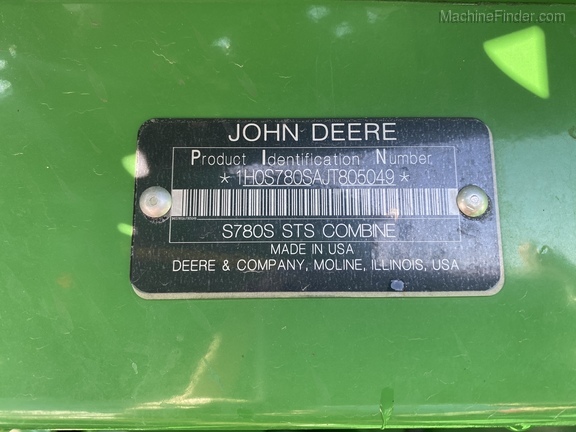 MachineFinder.com
JOHN DEERE
Product Identification Number
*1H0S780SAJT805049*
S780S STS COMBINE
MADE IN USA
DEERE & COMPANY, MOLINE, ILLINOIS, USA